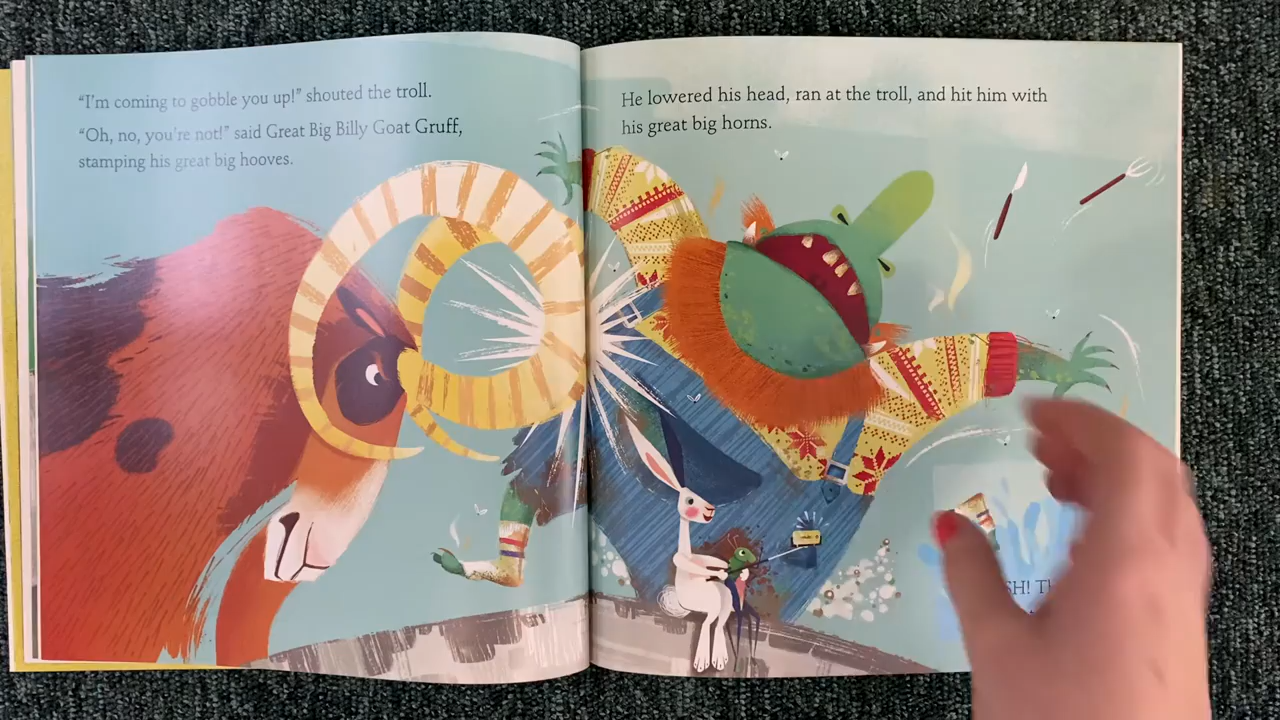 “I’m coming to gobble you up!” shouted the troll.
“Oh, no, you’re not!” said Great Big Billy Goat Gruff,
stamping his great big hooves.
He lowered his head, ran at the troll, and hit him with
his great big horns.